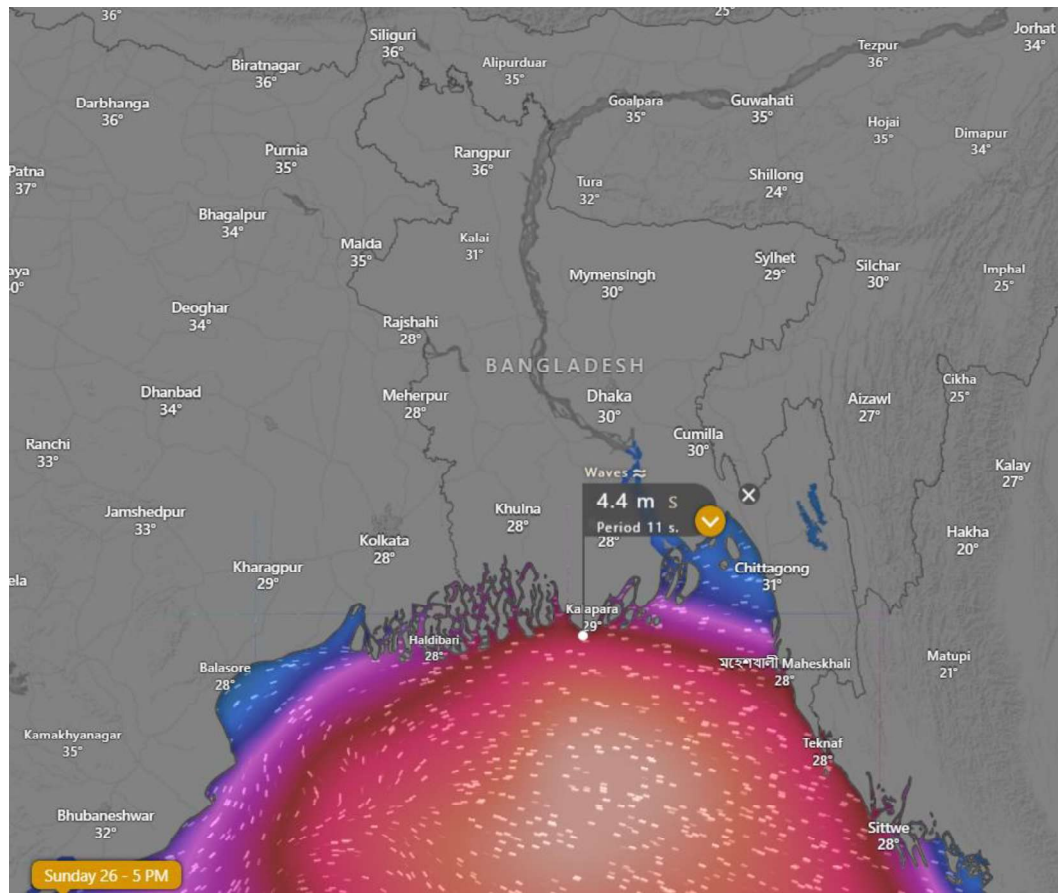 36°
25°
Siliguri
36°
Jorhat
34°
Biratnagar
36°
Alipurduar
35°
Tezpur
36°
Darbhanga
36°
Goalpara
35°
Guwahati
35°
Hojai
35°
Dimapur
34°
Purnia
35°
Rangpur
36°
Patna
37°
Tura
32°
Shillong
24°
Bhagalpur
34°
Malda
35°
Kalai
31°
Mymensingh
30°
Sylhet
29°
Silchar
30°
Imphal
25°
aya
0°
Deoghar
34°
Rajshahi
28°
BANGLADESH
Dhanbad
34°
Meherpur
28°
Dhaka
30°
Aizawl
27°
Cikha
25°
Ranchi
33°
Cumilla
30°
Kalay
27°
Waves
4.4 m S
Period 11 s.
28°
Jamshedpur
33°
Khulna
28°
Kolkata
28°
Hakha
20°
ela
Kharagpur
29°
Chittagong
31°
Kalapara
29°
Haldibari
28°
Balasore
28°
মহেশখালী Maheskhali
28°
Matupi
21°
Kamakhyanagar
35°
Teknaf
28°
Bhubaneshwar
32°
Sittwe
28°
Sunday 26 - 5 PM